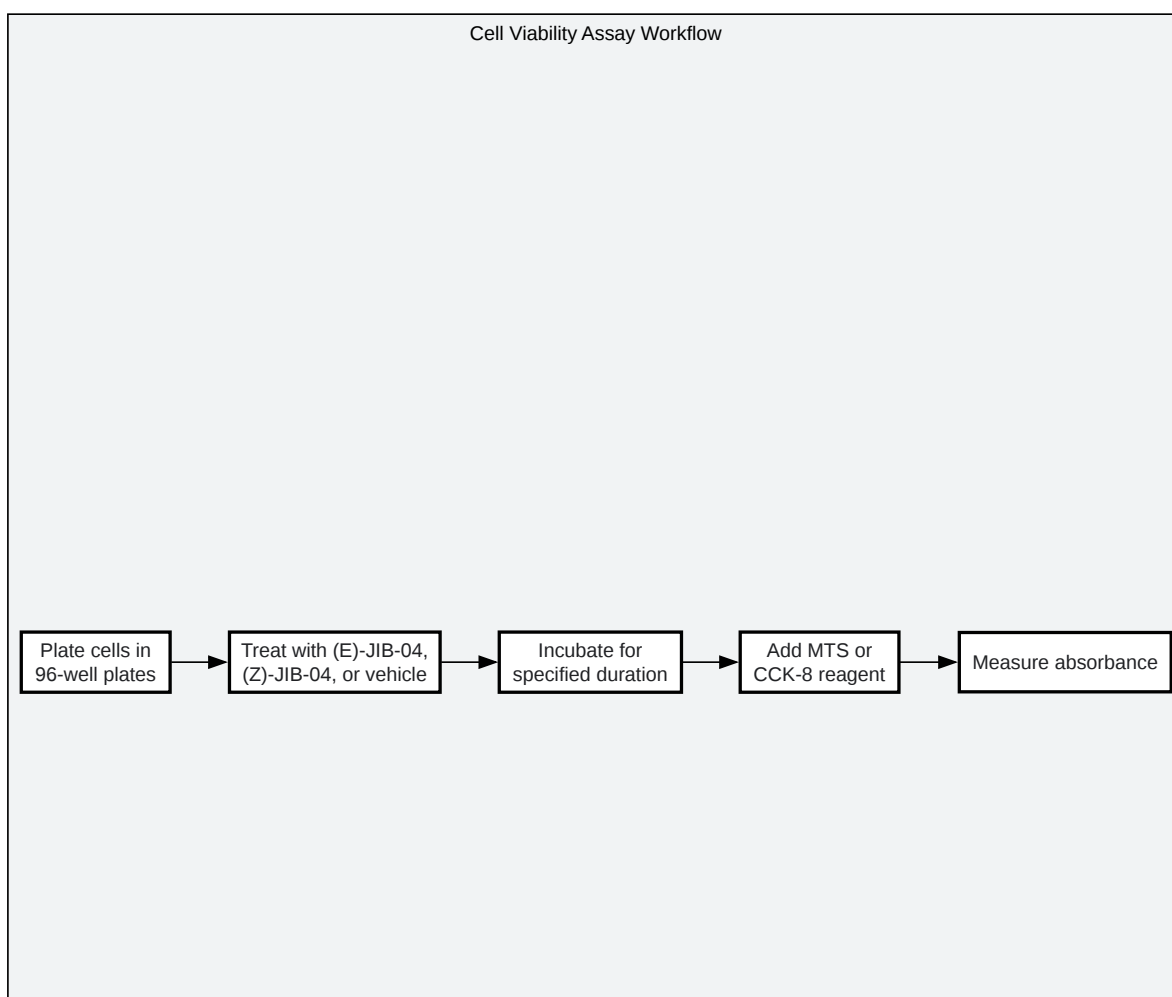 Cell Viability Assay Workflow
Plate cells in
96-well plates
Treat with (E)-JIB-04,
(Z)-JIB-04, or vehicle
Incubate for
specified duration
Add MTS or
CCK-8 reagent
Measure absorbance